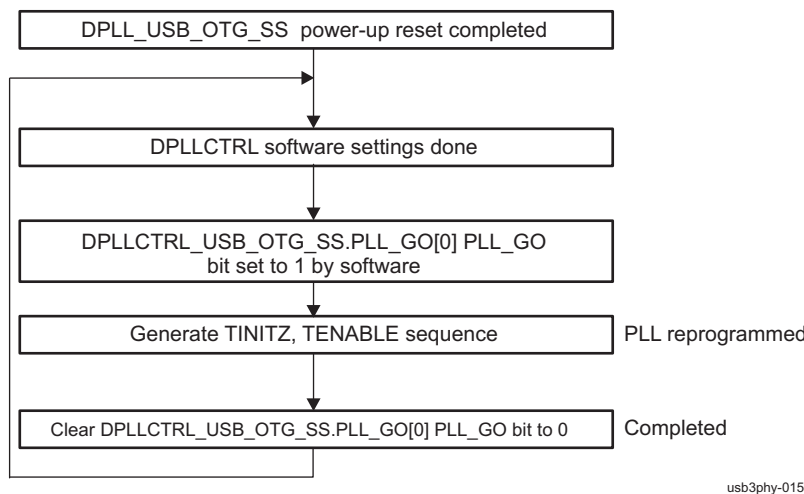 DPLL_USB_OTG_SS power-up reset completed
DPLLCTRL software settings done
DPLLCTRL_USB_OTG_SS.PLL_GO[0] PLL_GO
bit set to 1 by software
Generate TINITZ, TENABLE sequence
PLL reprogrammed
Clear DPLLCTRL_USB_OTG_SS.PLL_GO[0] PLL_GO bit to 0
Completed
usb3phy-015